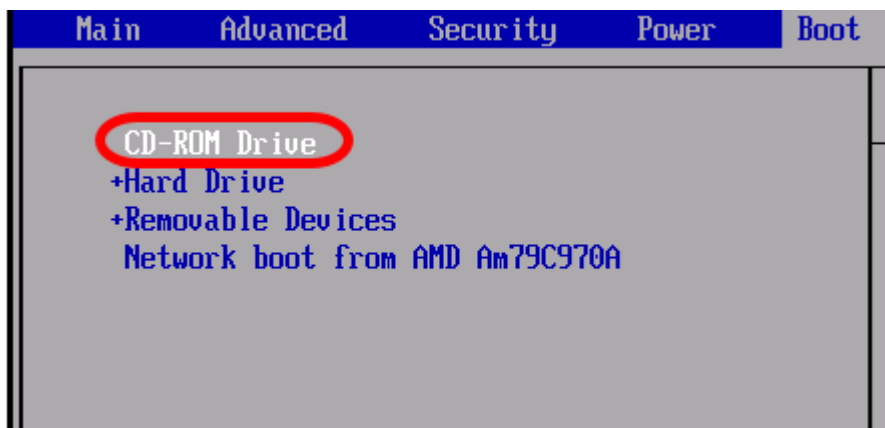 Main Advanced Security Power Boot
CD-ROM Drive
+Hard Drive
+Removable Devices
Network boot from AMD Am79C970A